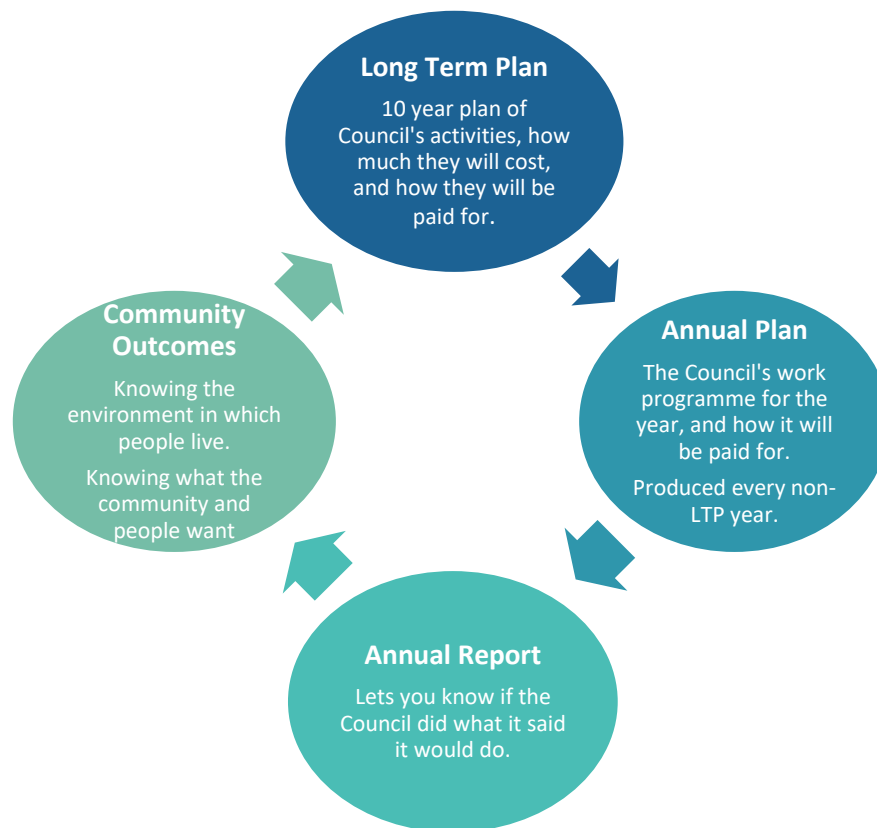 Long Term Plan
10 year plan of
Council's activities, how
much they will cost,
and how they will be
paid for.
Annual Plan
The Council's work
programme for the
year, and how it will
be paid for.
Produced every non-
LTP year.
Annual Report
Lets you know if the
Council did what it said
it would do.
Community
Outcomes
Knowing the
environment in which
people live.
Knowing what the
community and
people want